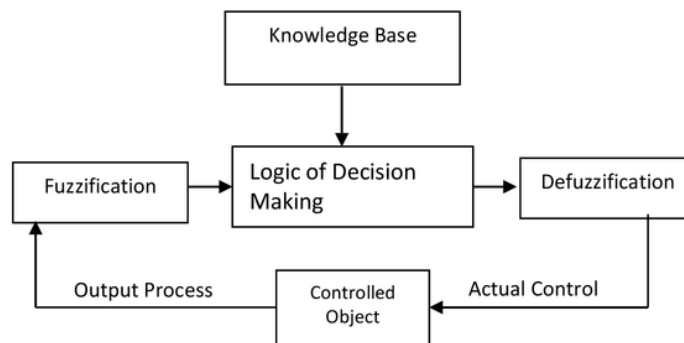 Knowledge Base
Fuzzification
Logic of Decision
Making
Defuzzification
Output Process
Controlled
Object
Actual Control